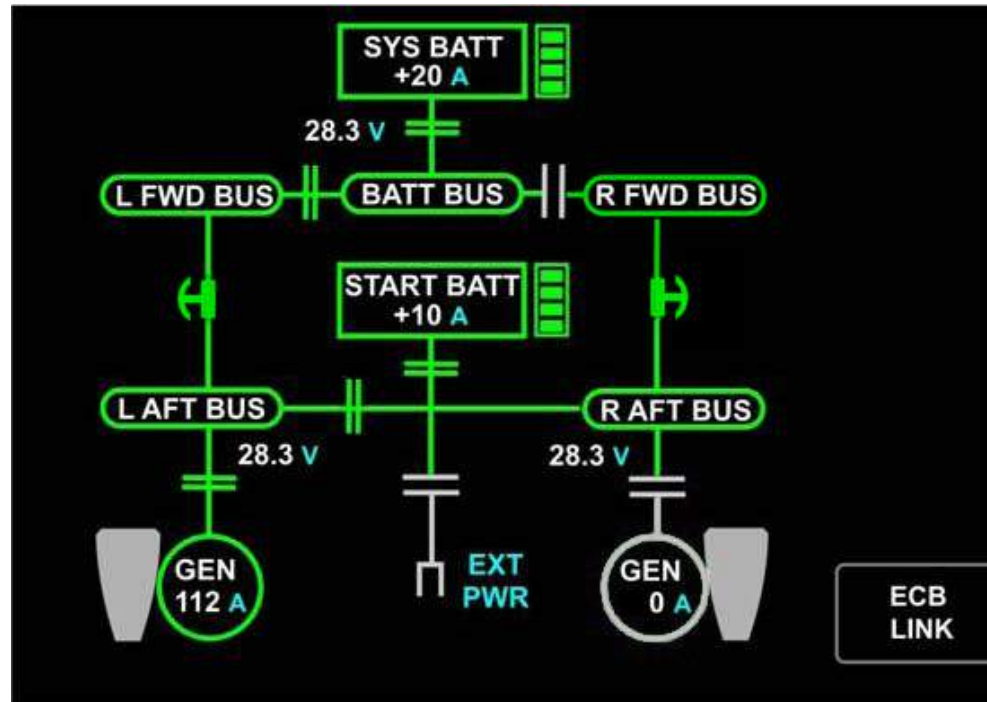 SYS BATT
+20 A
28.3 V
L FWD BUS
BATT BUS
R FWD BUS
START BATT
+10 A
L AFT BUS
R AFT BUS
28.3 V
28.3 V
GEN
112 A
EXT
PWR
GEN
0 A
ECB
LINK